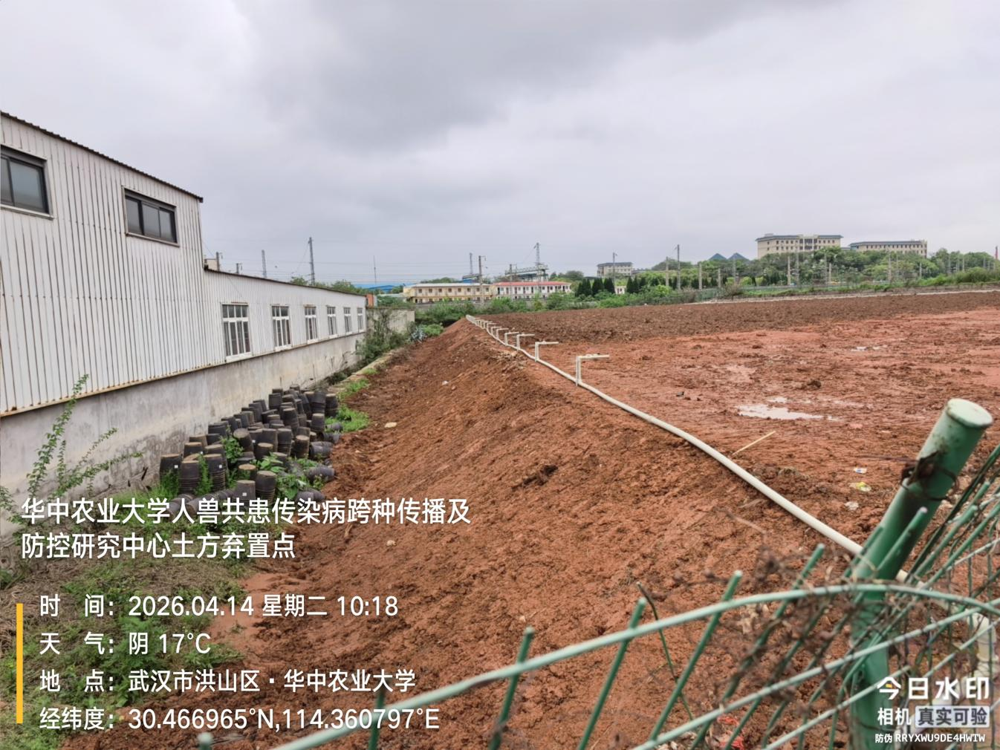 华中农业大学人兽共患传染病跨种传播及
防控研究中心土方弃置点
时 间：2026.04.14 星期二 10:18
天 气：阴 17℃
地 点：武汉市洪山区·华中农业大学
经纬度：30.466965°N,114.360797°E
今日水印
相机 真实可验
防伪 RRYXWU9DE4HWTW